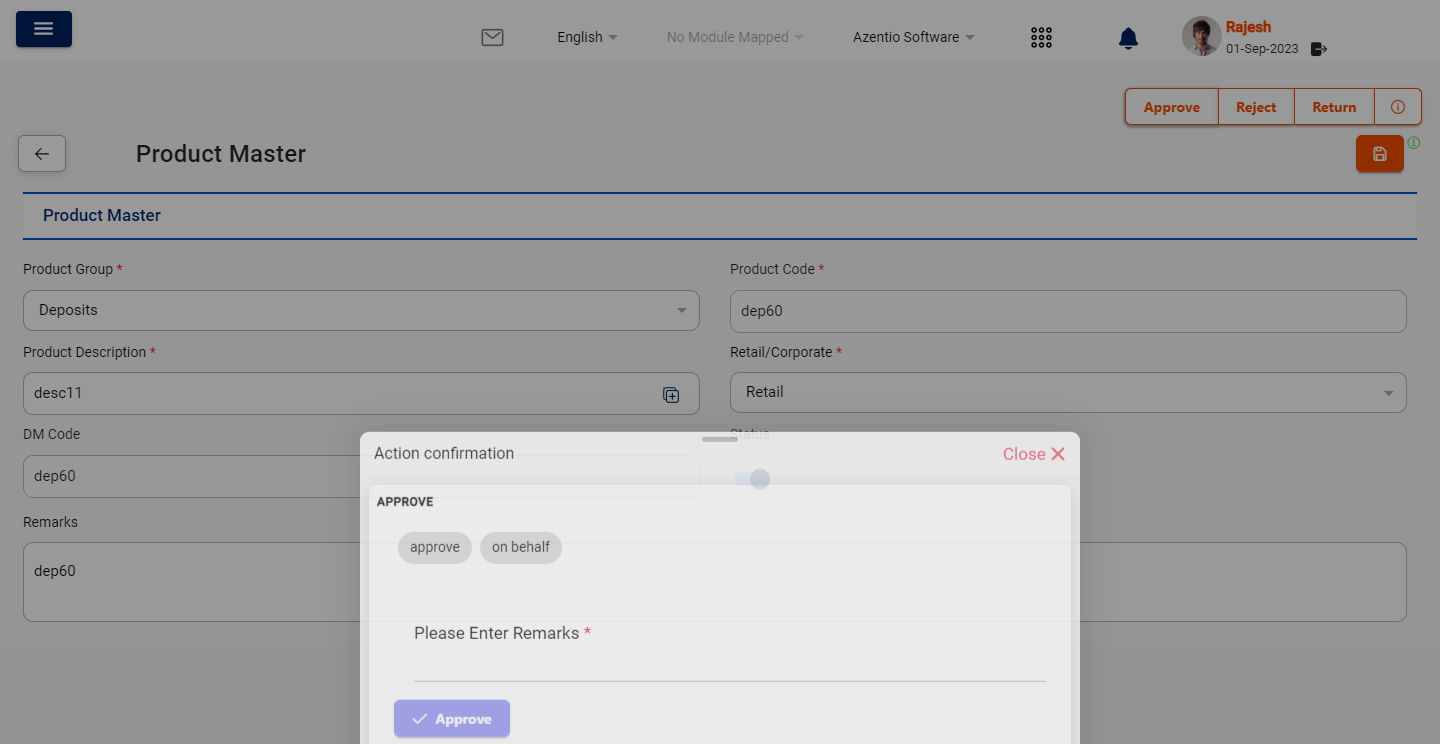 English
No Module Mapped
Azentio Software
Rajesh
01-Sep-2023
Approve
Reject
Return
Product Master
Product Master
Product Group *
Product Code *
Deposits
dep60
Product Description *
Retail/Corporate *
desc11
Retail
DM Code
Status
dep60
Remarks
dep60
Action confirmation
Close
APPROVE
approve
on behalf
Please Enter Remarks *
Approve